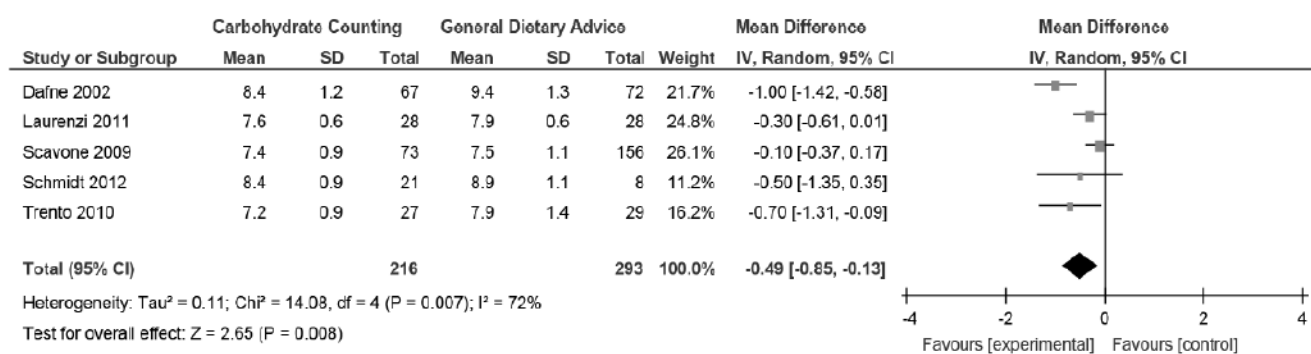 Carbohydrate Counting General Dietary Advice Mean Difference Mean Difference
Study or Subgroup Mean SD Total Mean SD Total Weight IV, Random, 95% CI IV, Random, 95% CI
Dafne 2002 8.4 1.2 67 9.4 1.3 72 21.7% -1.00 [-1.42, -0.58]
Laurenzi 2011 7.6 0.6 28 7.9 0.6 28 24.8% -0.30 [-0.61, 0.01]
Scavone 2009 7.4 0.9 73 7.5 1.1 156 26.1% -0.10 [-0.37, 0.17]
Schmidt 2012 8.4 0.9 21 8.9 1.1 8 11.2% -0.50 [-1.35, 0.35]
Trento 2010 7.2 0.9 27 7.9 1.4 29 16.2% -0.70 [-1.31, -0.09]
Total (95% CI) 216 293 100.0% -0.49 [-0.85, -0.13]
Heterogeneity: Tau² = 0.11; Chi² = 14.08, df = 4 (P = 0.007); I² = 72%
Test for overall effect: Z = 2.65 (P = 0.008)
-4 -2 0 2 4
Favours [experimental] Favours [control]